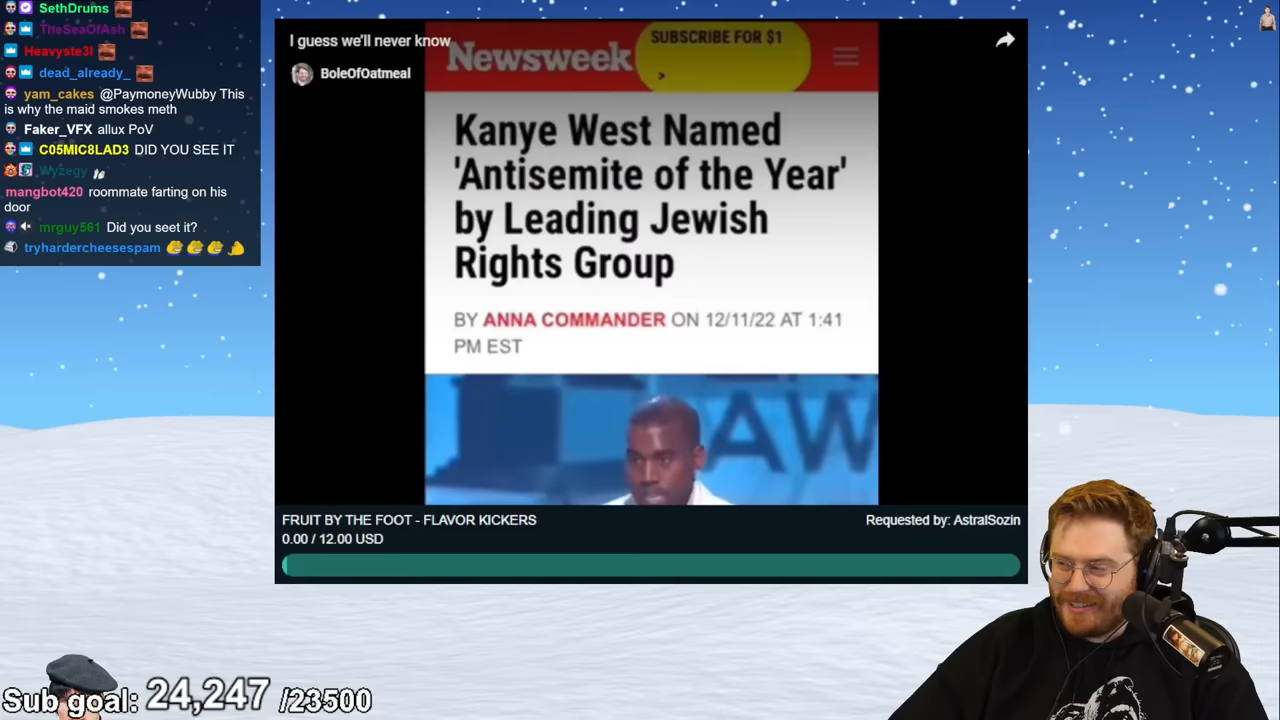 SethDrums
TheSeaOfAsh
Heavyste3l
dead_already_
yam_cakes @PaymoneyWubby This
is why the maid smokes meth
Faker_VFX allux PoV
C05MIC8LAD3 DID YOU SEE IT
Wyzegy
mangbot420 roommate farting on his
door
mrguy561 Did you seet it?
tryhardercheesespam
I guess we'll never know
BoleOfOatmeal
Newsweek
SUBSCRIBE FOR $1
>
Kanye West Named
'Antisemite of the Year'
by Leading Jewish
Rights Group
BY ANNA COMMANDER ON 12/11/22 AT 1:41
PM EST
AW
FRUIT BY THE FOOT - FLAVOR KICKERS
Requested by: AstralSozin
0.00 / 12.00 USD
Sub goal: 24,247 /23500